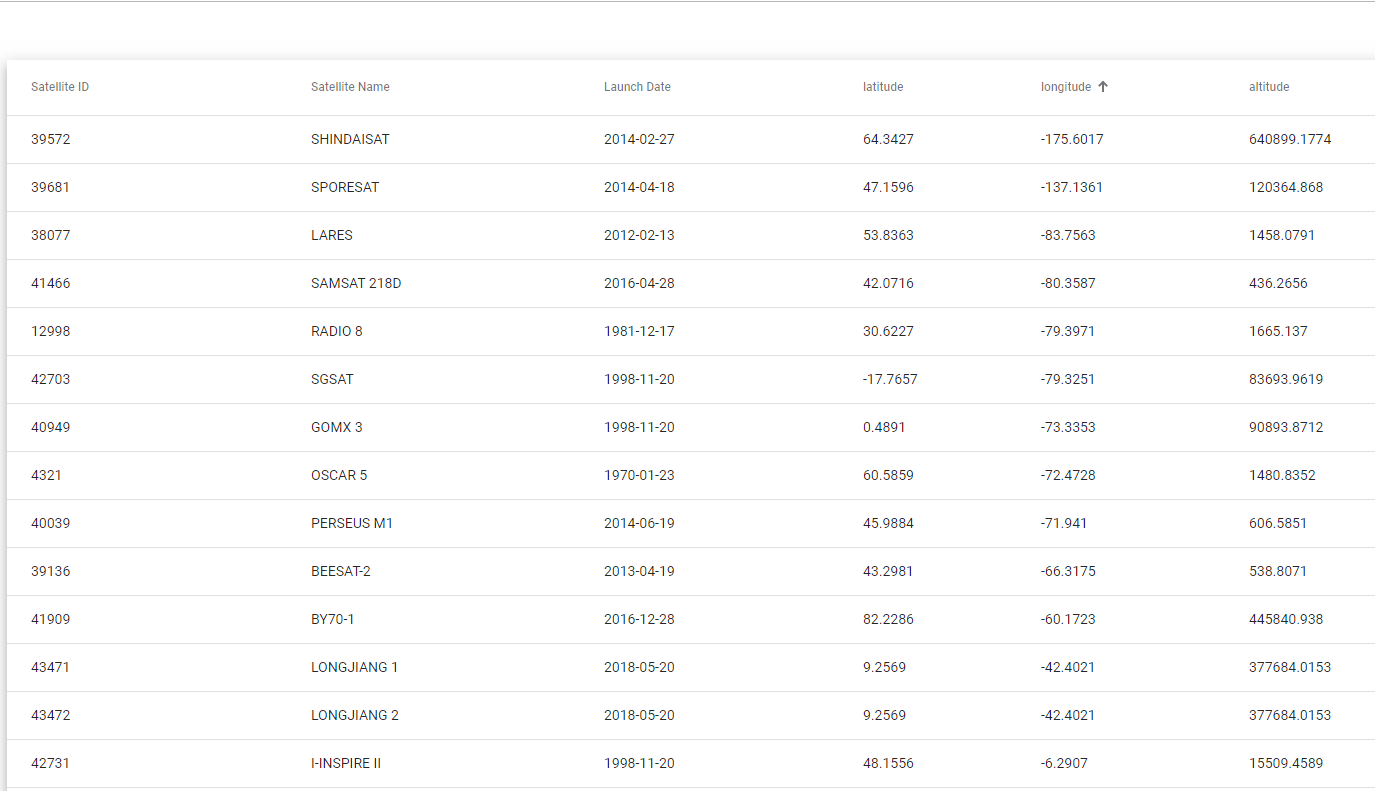 Satellite ID Satellite Name Launch Date latitude longitude ↑ altitude
39572 SHINDAISAT 2014-02-27 64.3427 -175.6017 640899.1774
39681 SPORESAT 2014-04-18 47.1596 -137.1361 120364.868
38077 LARES 2012-02-13 53.8363 -83.7563 1458.0791
41466 SAMSAT 218D 2016-04-28 42.0716 -80.3587 436.2656
12998 RADIO 8 1981-12-17 30.6227 -79.3971 1665.137
42703 SGSAT 1998-11-20 -17.7657 -79.3251 83693.9619
40949 GOMX 3 1998-11-20 0.4891 -73.3353 90893.8712
4321 OSCAR 5 1970-01-23 60.5859 -72.4728 1480.8352
40039 PERSEUS M1 2014-06-19 45.9884 -71.941 606.5851
39136 BEESAT-2 2013-04-19 43.2981 -66.3175 538.8071
41909 BY70-1 2016-12-28 82.2286 -60.1723 445840.938
43471 LONGJIANG 1 2018-05-20 9.2569 -42.4021 377684.0153
43472 LONGJIANG 2 2018-05-20 9.2569 -42.4021 377684.0153
42731 I-INSPIRE II 1998-11-20 48.1556 -6.2907 15509.4589